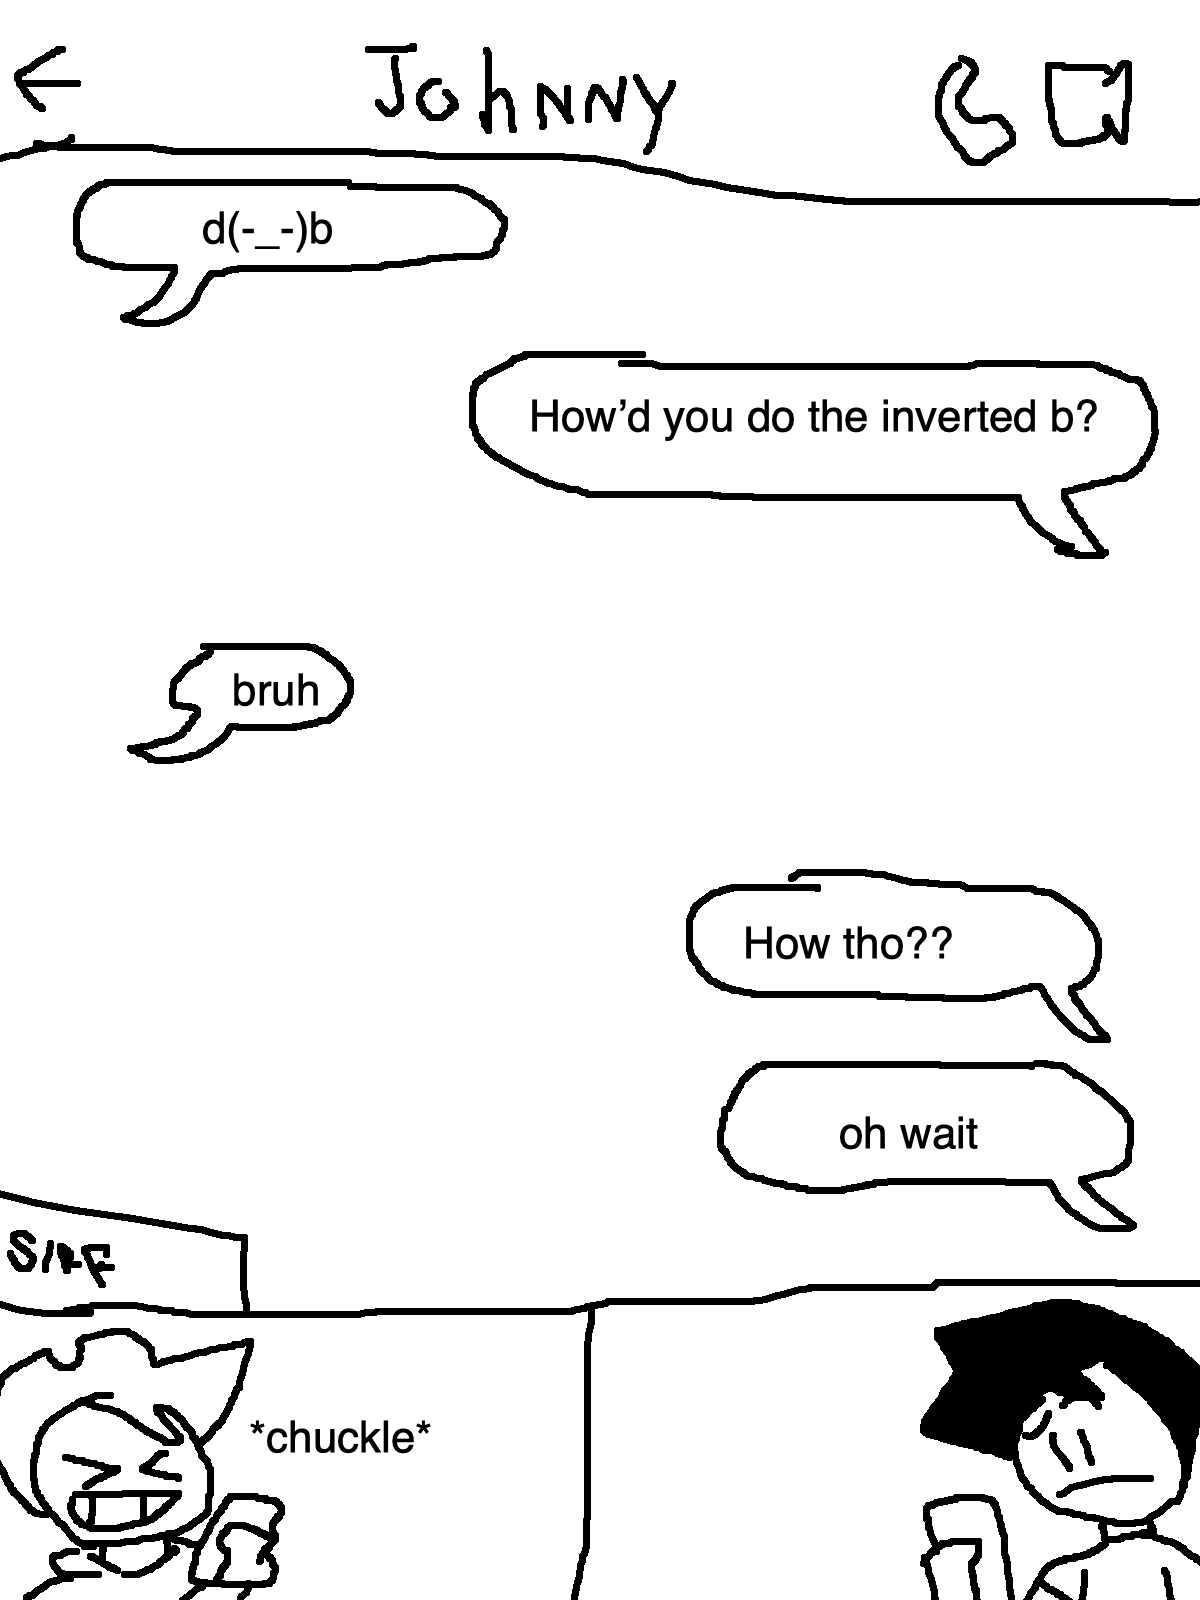 Johnny
d(-_-)b
How’d you do the inverted b?
bruh
How tho??
oh wait
*chuckle*